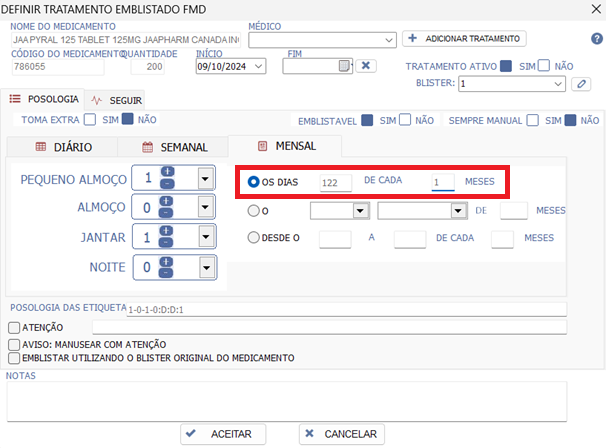 DEFINIR TRATAMENTO EMBLISTADO FMD
NOME DO MEDICAMENTO MÉDICO
JAA PYRAL 125 TABLET 125MG JAAPHARM CANADA IN ADICIONAR TRATAMENTO
CÓDIGO DO MEDICAMENTO QUANTIDADE INÍCIO FIM
786055 200 09/10/2024 TRATAMENTO ATIVO SIM NÃO
BLISTER: 1
POSOLOGIA SEGUIR
TOMA EXTRA SIM NÃO EMBLISTAVEL SIM NÃO SEMPRE MANUAL SIM NÃO
DIÁRIO SEMANAL MENSAL
PEQUENO ALMOÇO 1 OS DIAS 122 DE CADA 1 MESES
ALMOÇO 0 O DE MESES
JANTAR 1 DESDE O A DE CADA MESES
NOITE 0
POSOLOGIA DAS ETIQUETA 1-0-1-0:D:D:1
ATENÇÃO
AVISO: MANUSEAR COM ATENÇÃO
EMBLISTAR UTILIZANDO O BLISTER ORIGINAL DO MEDICAMENTO
NOTAS
ACEITAR CANCELAR